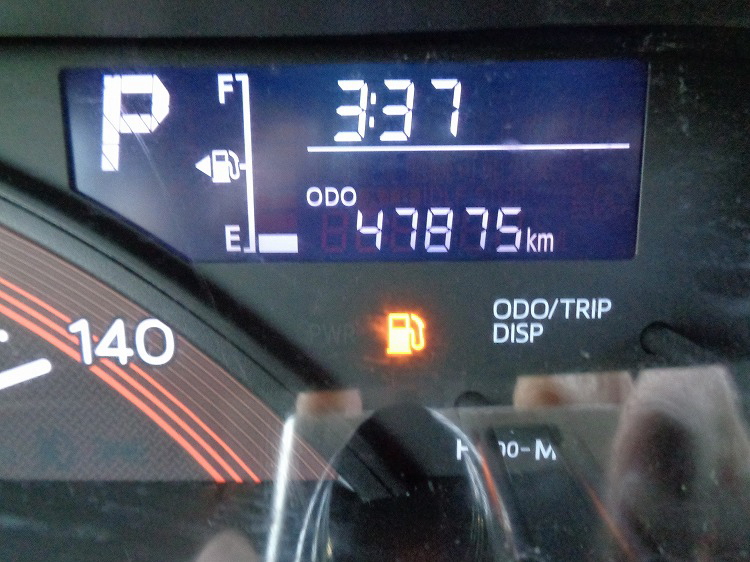 P
F
3:37
ODO
E
47875km
140
ODO/TRIP
DISP